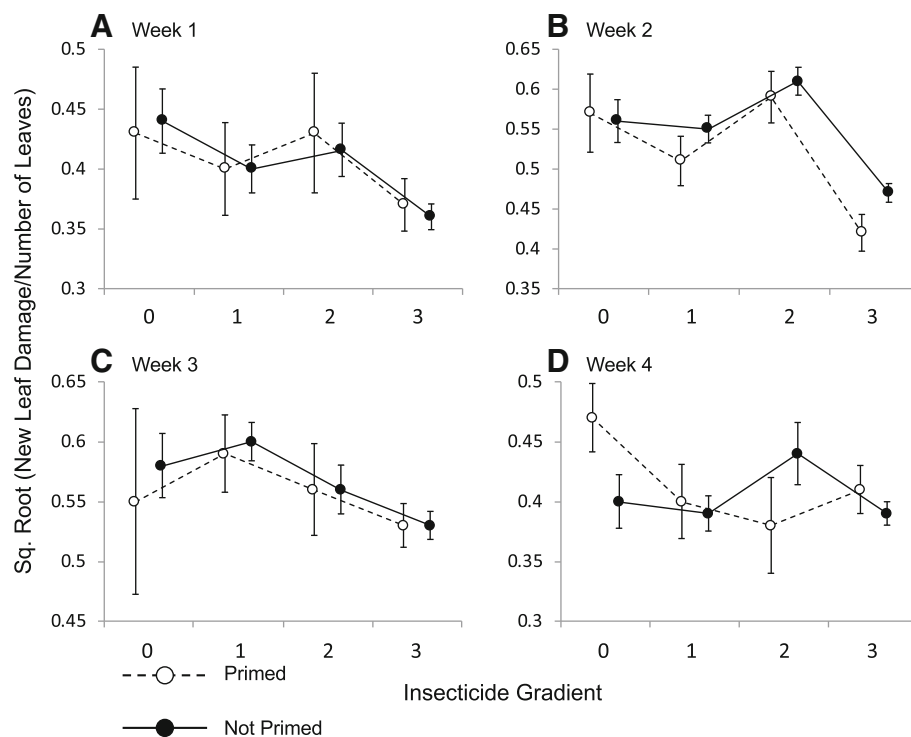 A Week 1
0.5
0.45
0.4
0.35
0.3
0 1 2 3
B Week 2
0.65
0.6
0.55
0.5
0.45
0.4
0.35
0 1 2 3
C Week 3
0.65
0.6
0.55
0.5
0.45
0 1 2 3
D Week 4
0.5
0.45
0.4
0.35
0.3
0 1 2 3
Sq. Root (New Leaf Damage/Number of Leaves)
Insecticide Gradient
Primed
Not Primed